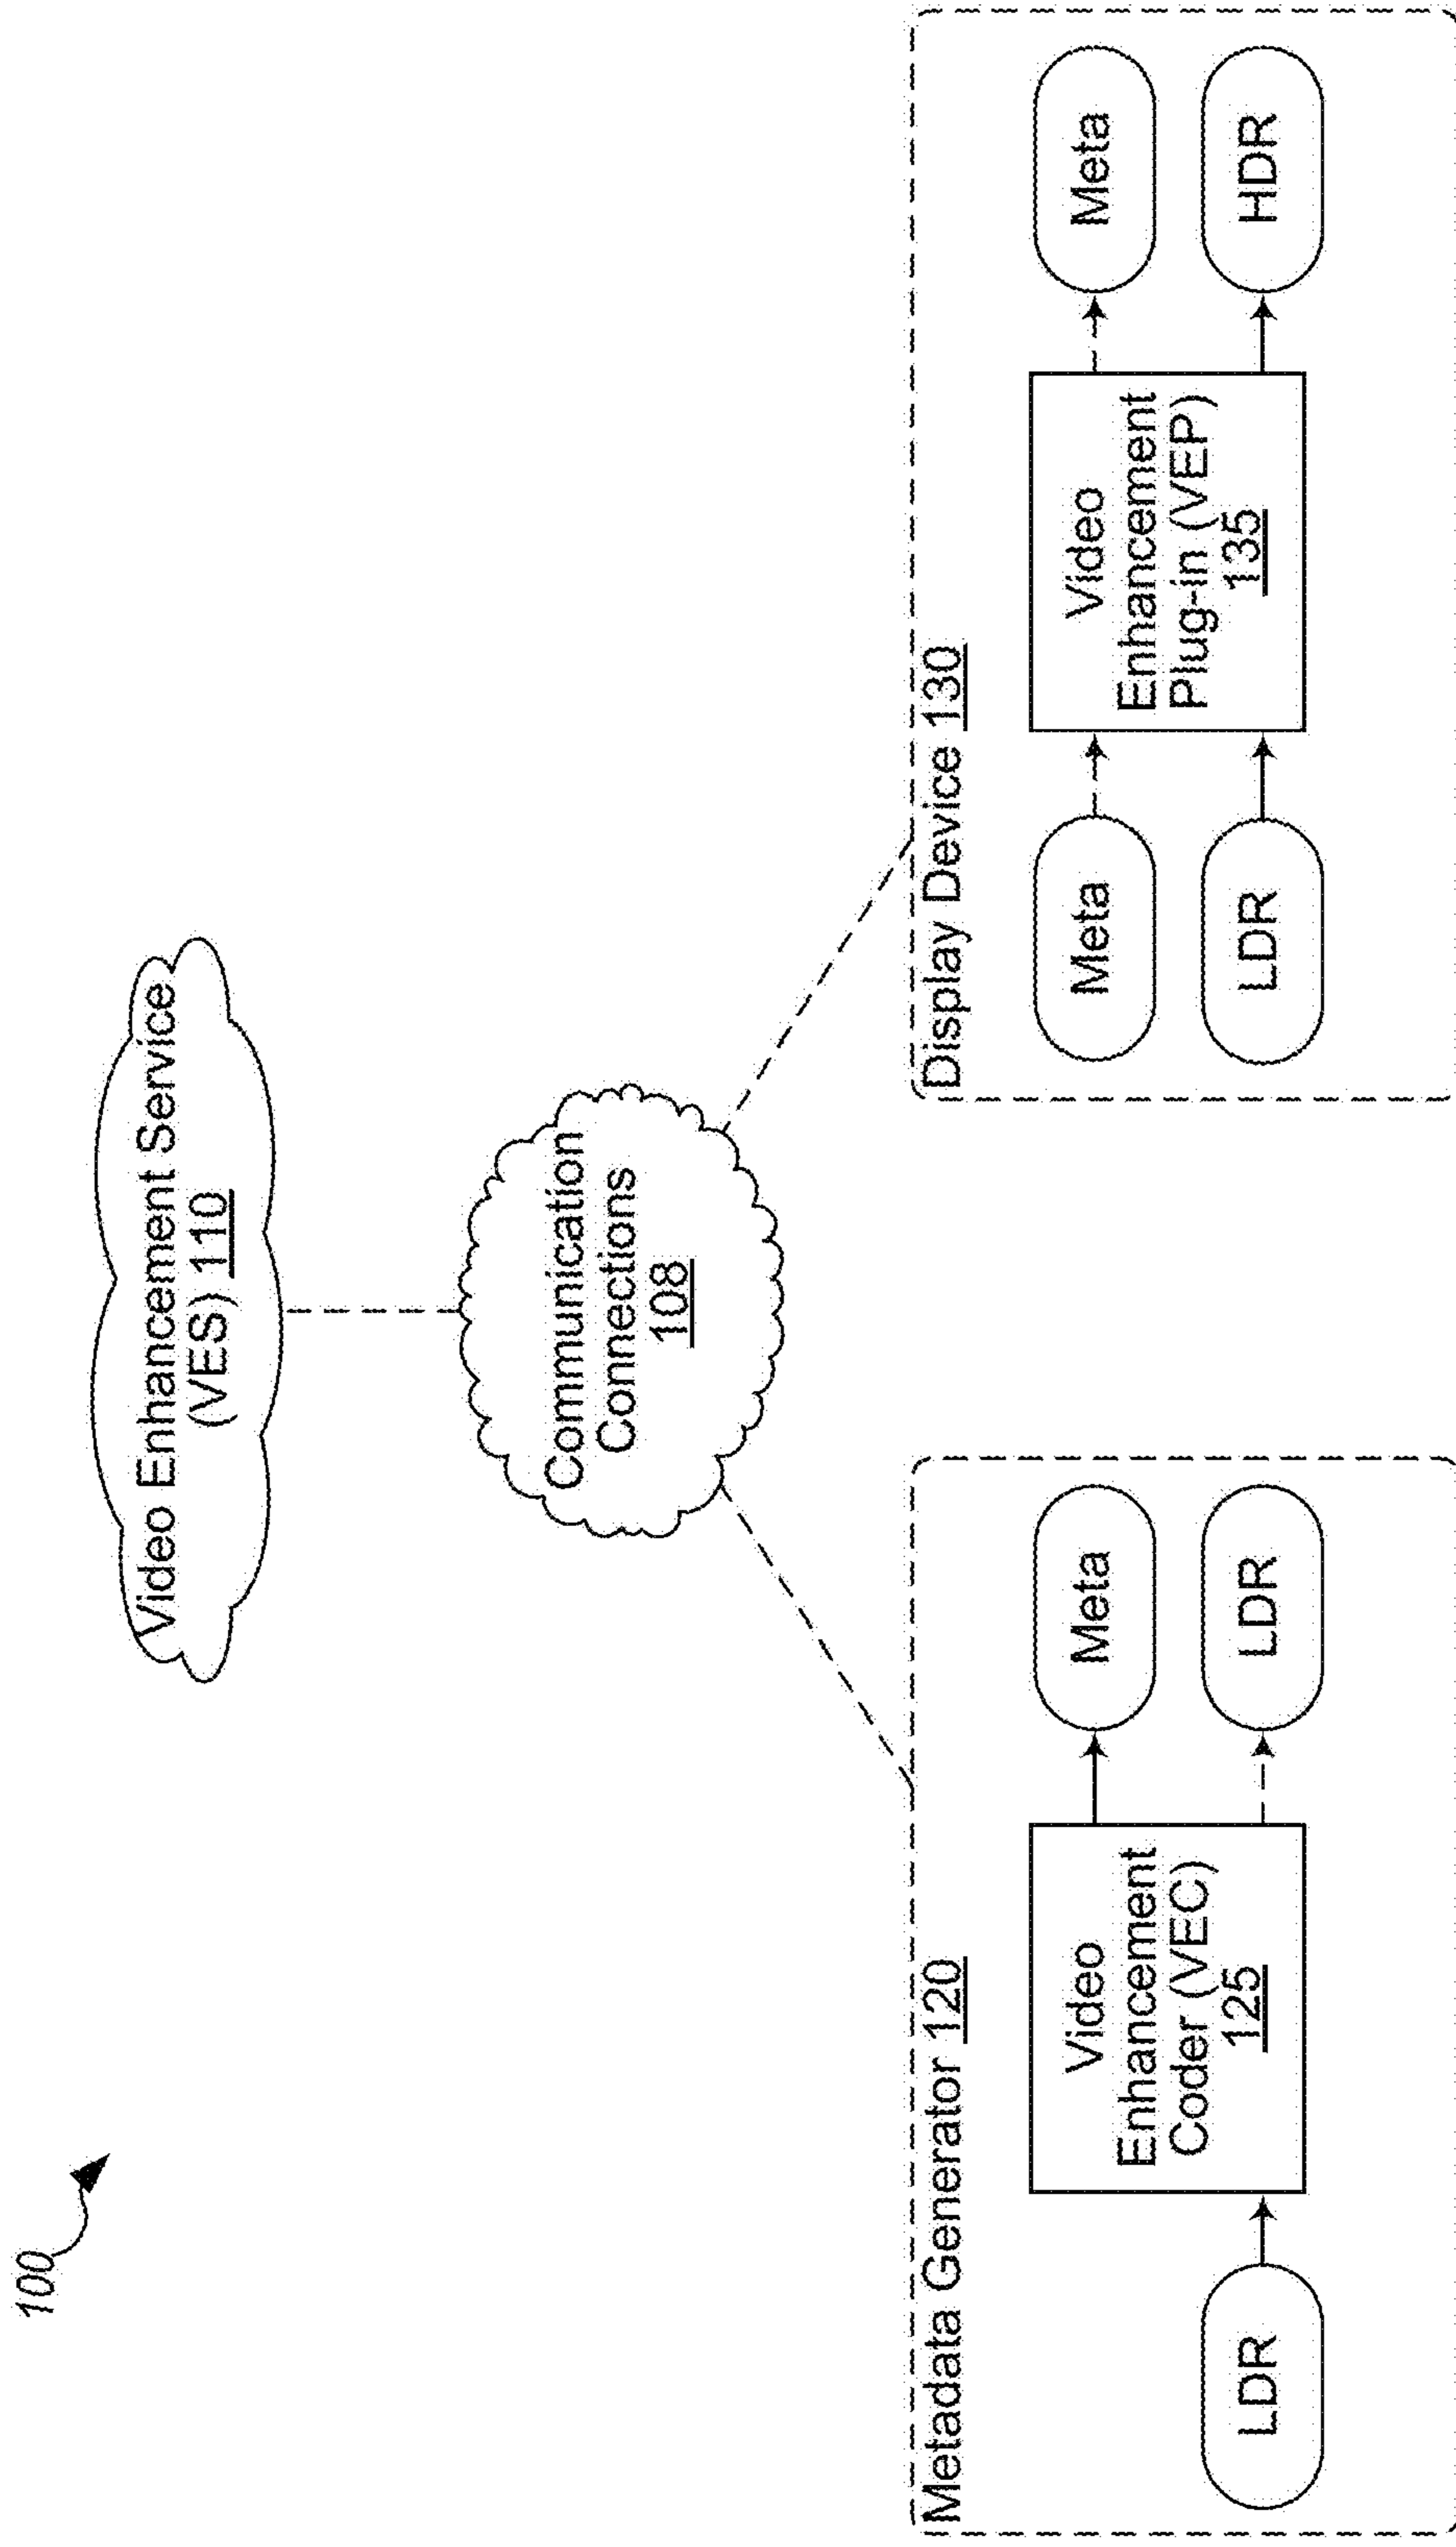 100
Video Enhancement Service
(VES) 110
Communication
Connections
108
Metadata Generator 120
LDR
Video
Enhancement
Coder (VEC)
125
Meta
LDR
Display Device 130
Meta
LDR
Video
Enhancement
Plug-in (VEP)
135
Meta
HDR